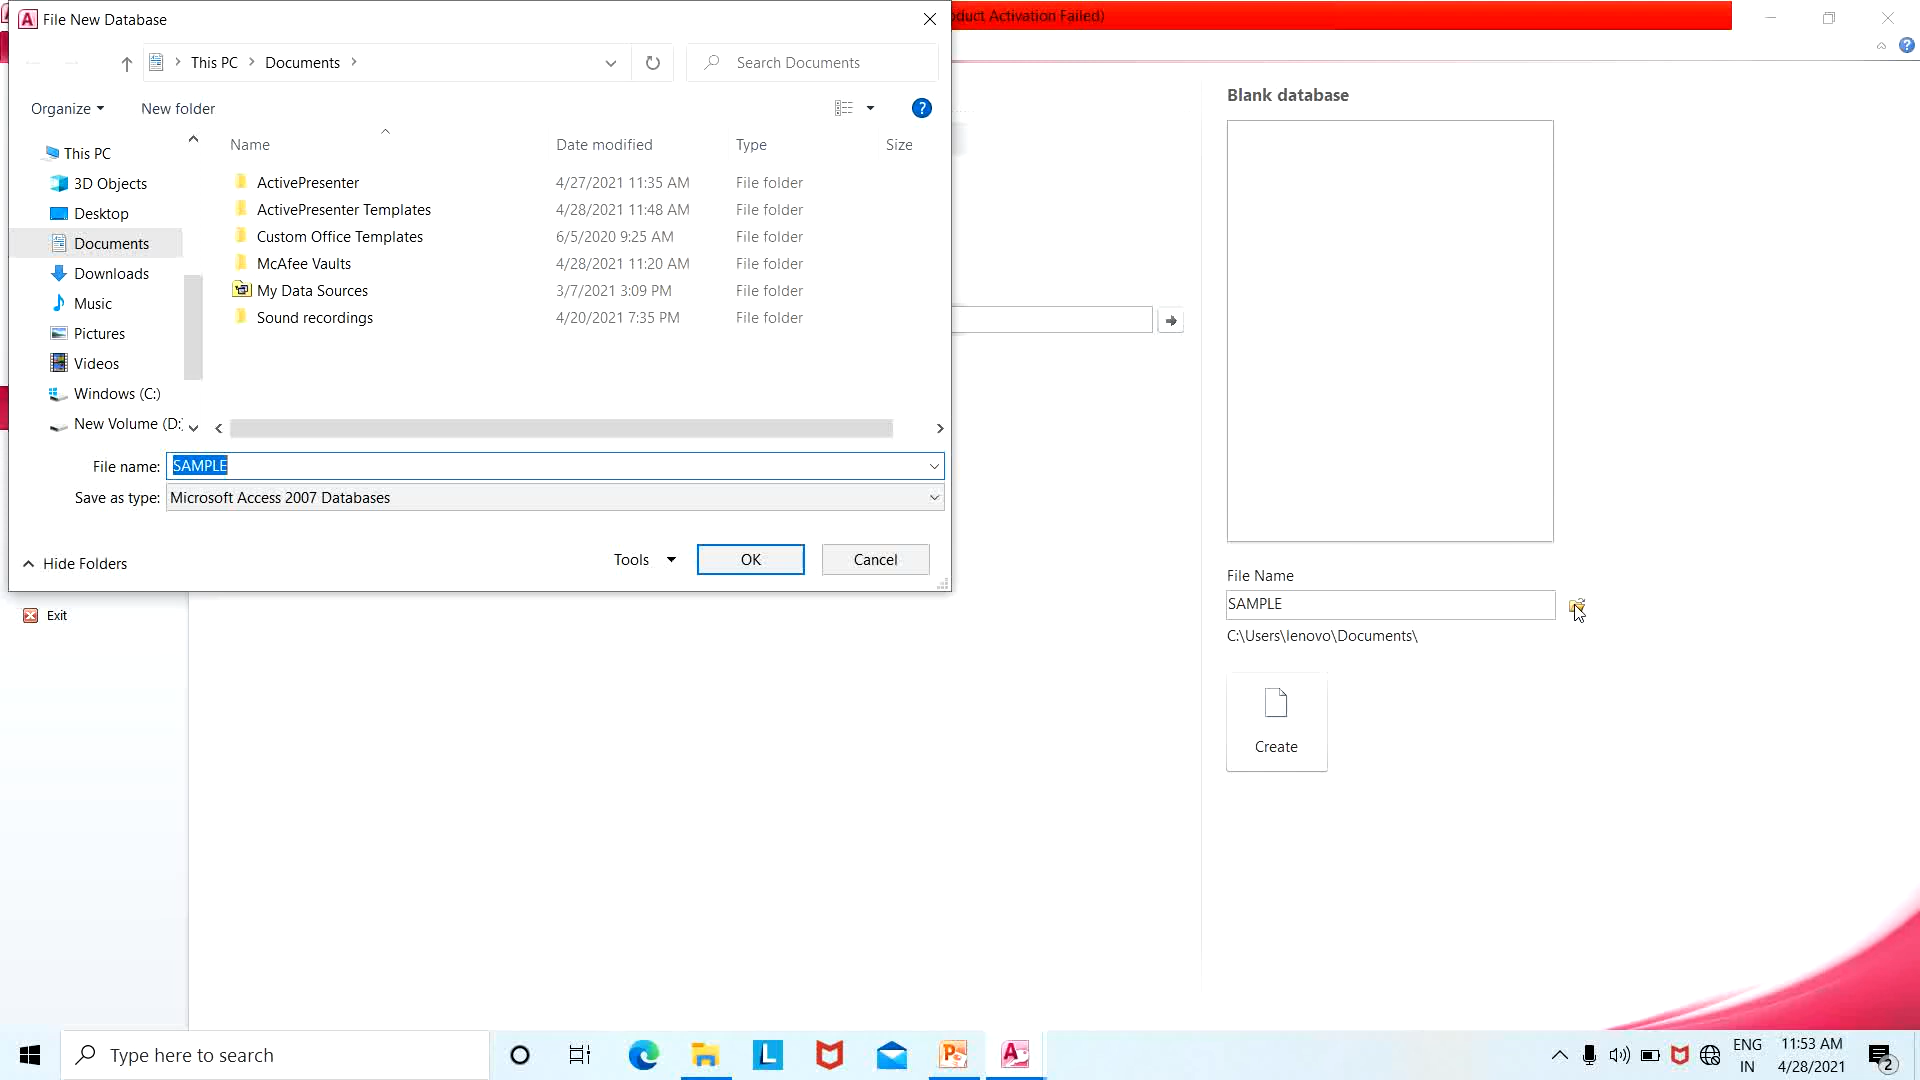 File New Database
duct Activation Failed)
This PC
Documents
Search Documents
Organize
New folder
Blank database
Name
Date modified
Type
Size
This PC
3D Objects
Desktop
Documents
Downloads
Music
Pictures
Videos
Windows (C:)
New Volume (D:
ActivePresenter 4/27/2021 11:35 AM File folder
ActivePresenter Templates 4/28/2021 11:48 AM File folder
Custom Office Templates 6/5/2020 9:25 AM File folder
McAfee Vaults 4/28/2021 11:20 AM File folder
My Data Sources 3/7/2021 3:09 PM File folder
Sound recordings 4/20/2021 7:35 PM File folder
File name: SAMPLE
Save as type: Microsoft Access 2007 Databases
Hide Folders
Tools
OK
Cancel
Exit
File Name
SAMPLE
C:\Users\lenovo\Documents\
Create
Type here to search
ENG
IN
11:53 AM
4/28/2021
2